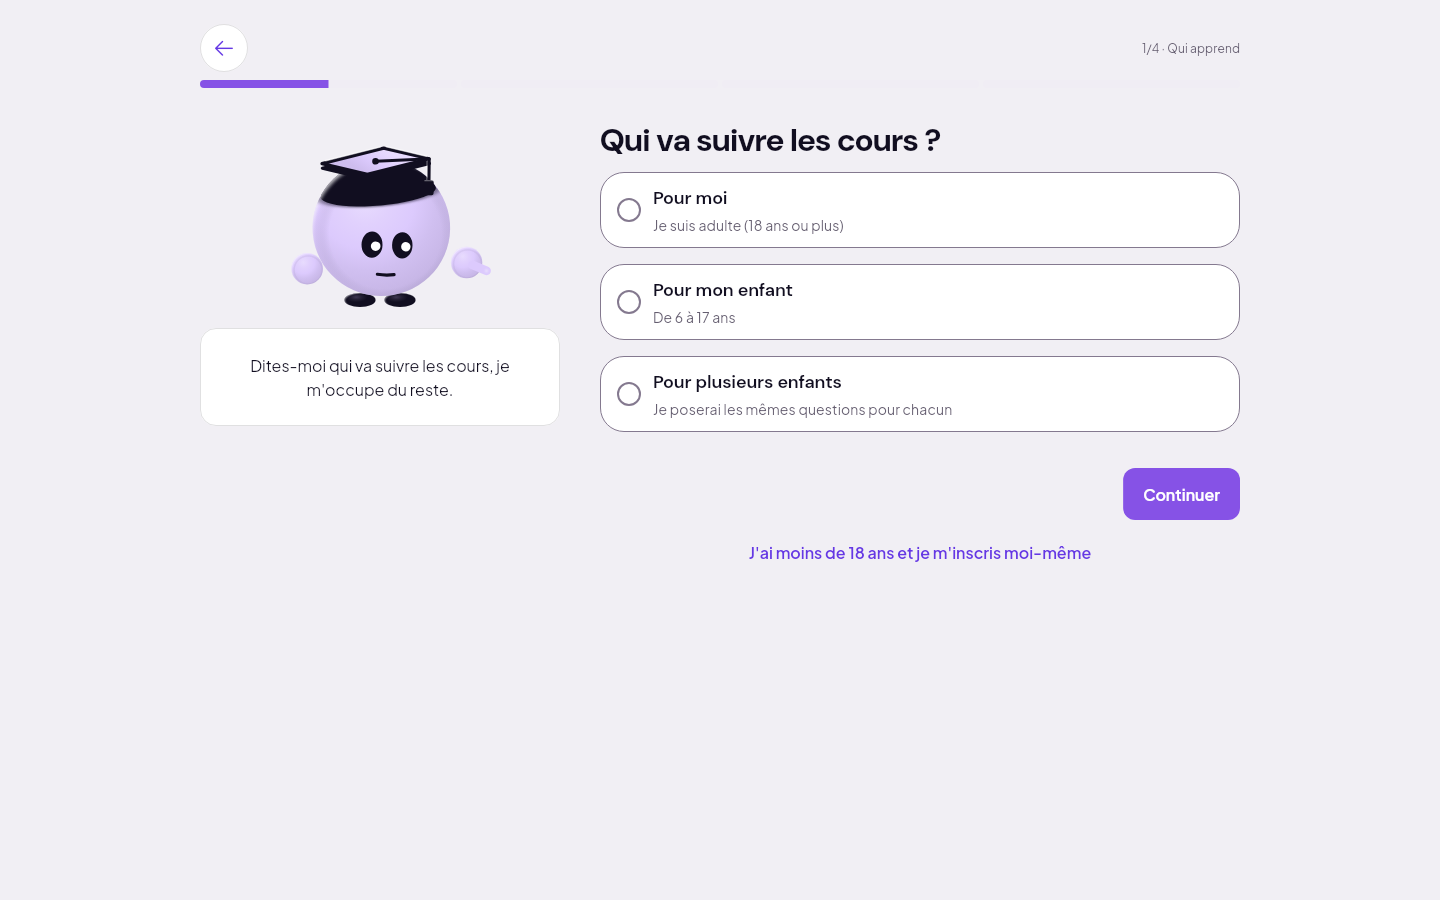 1/4 · Qui apprend
Qui va suivre les cours ?
Pour moi
Je suis adulte (18 ans ou plus)
Pour mon enfant
De 6 à 17 ans
Pour plusieurs enfants
Je poserai les mêmes questions pour chacun
Dites-moi qui va suivre les cours, je
m'occupe du reste.
Continuer
J'ai moins de 18 ans et je m'inscris moi-même